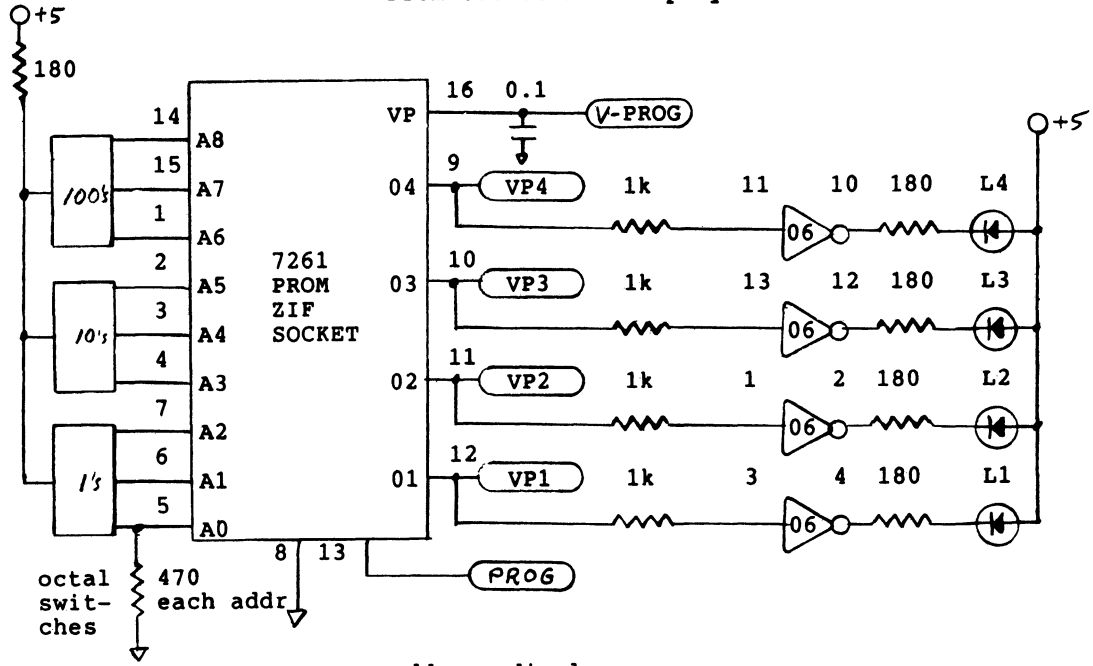 +5
180
16 0.1
VP
V-PROG
14
A8
+5
15
A7
9
04
VP4
1k
11
10
180
L4
100's
1
A6
06
2
A5
7261
PROM
ZIF
SOCKET
10
03
VP3
1k
13
12
180
L3
3
10's
A4
06
4
A3
11
02
VP2
1k
1
2
180
L2
7
A2
06
6
1's
A1
12
01
VP1
1k
3
4
180
L1
5
A0
06
8
13
PROG
octal
swit-
ches
470
each addr